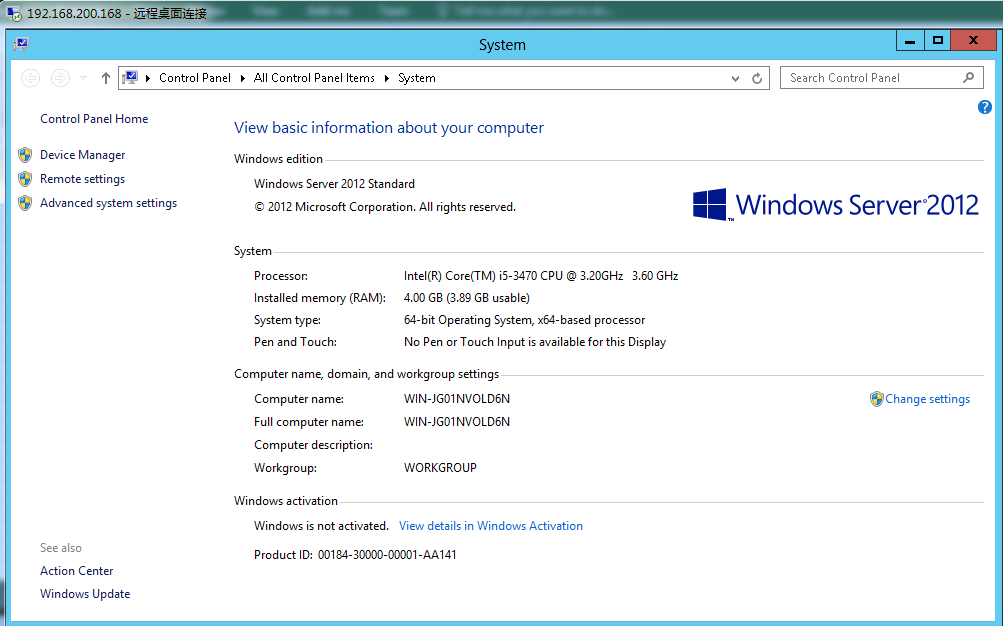 192.168.200.168 - 远程桌面连接
System
Control Panel All Control Panel Items System
Search Control Panel
Control Panel Home
Device Manager
Remote settings
Advanced system settings
View basic information about your computer
Windows edition
Windows Server 2012 Standard
© 2012 Microsoft Corporation. All rights reserved.
Windows Server 2012
System
Processor: Intel(R) Core(TM) i5-3470 CPU @ 3.20GHz 3.60 GHz
Installed memory (RAM): 4.00 GB (3.89 GB usable)
System type: 64-bit Operating System, x64-based processor
Pen and Touch: No Pen or Touch Input is available for this Display
Computer name, domain, and workgroup settings
Computer name: WIN-JG01NVOLD6N
Change settings
Full computer name: WIN-JG01NVOLD6N
Computer description:
Workgroup: WORKGROUP
Windows activation
Windows is not activated. View details in Windows Activation
Product ID: 00184-30000-00001-AA141
See also
Action Center
Windows Update